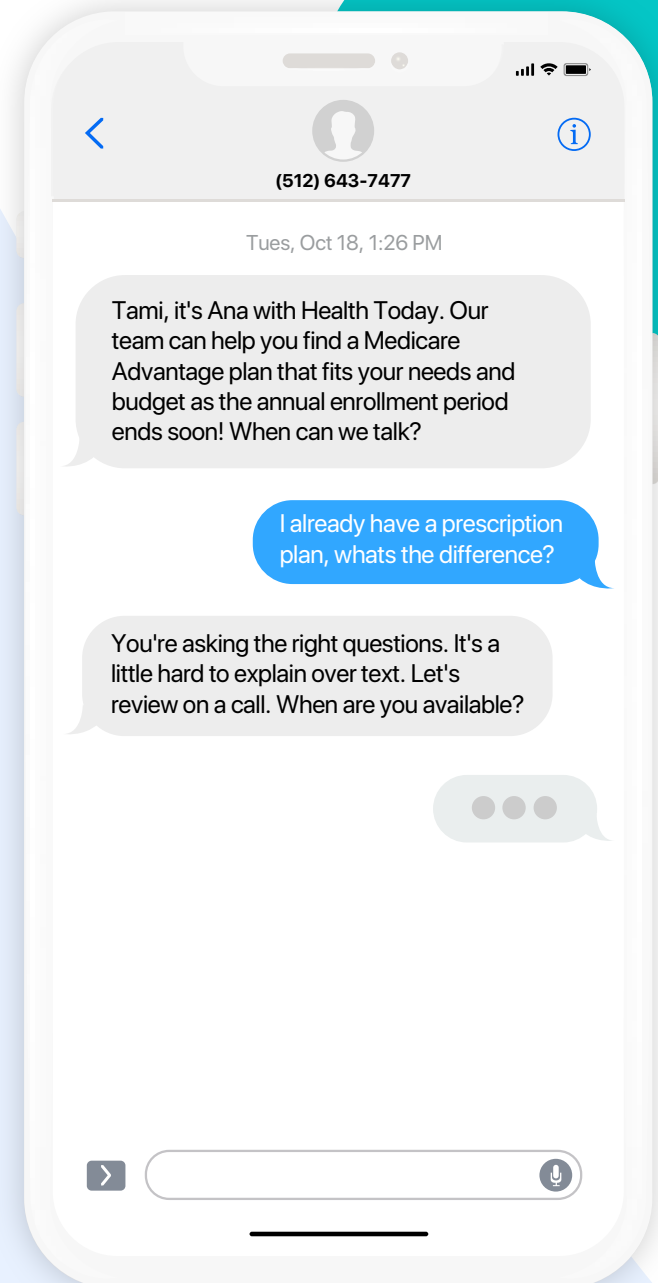 (512) 643-7477
Tues, Oct 18, 1:26 PM
Tami, it's Ana with Health Today. Our
team can help you find a Medicare
Advantage plan that fits your needs and
budget as the annual enrollment period
ends soon! When can we talk?
I already have a prescription
plan, whats the difference?
You're asking the right questions. It's a
little hard to explain over text. Let's
review on a call. When are you available?